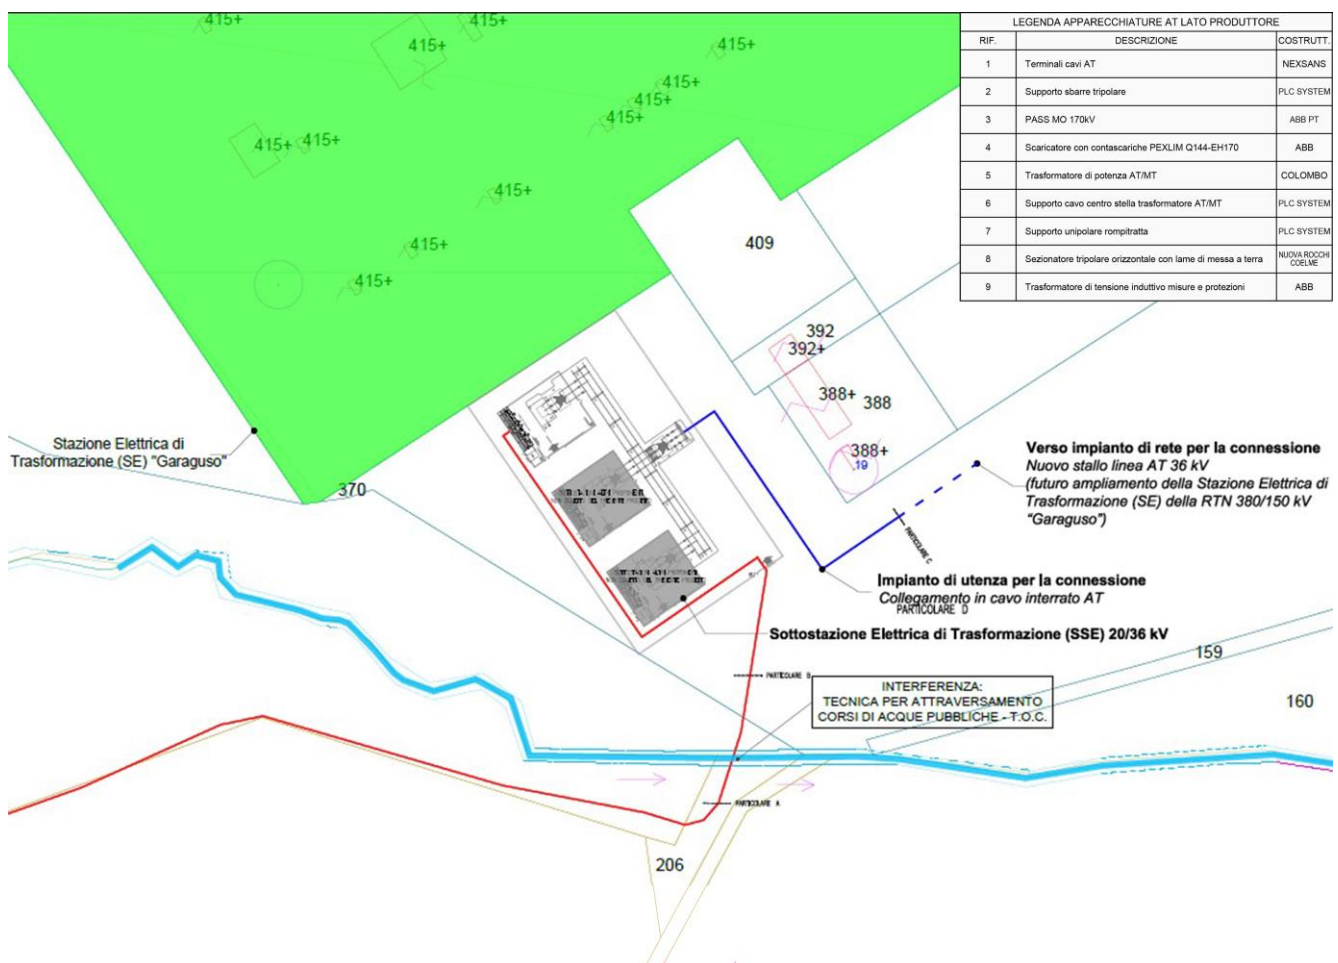 LEGENDA APPARECCHIATURE AT LATO PRODUTTORE
RIF. DESCRIZIONE COSTRUTT.
1 Terminali cavi AT NEXSANS
2 Supporto sbarre tripolare PLC SYSTEM
3 PASS MO 170kV ABB PT
4 Scaricatore con contascariche PEXLIM Q144-EH170 ABB
5 Trasformatore di potenza AT/MT COLOMBO
6 Supporto cavo centro stella trasformatore AT/MT PLC SYSTEM
7 Supporto unipolare rompitratta PLC SYSTEM
8 Sezionatore tripolare orizzontale con lame di messa a terra NUOVA ROCCHI COELME
9 Trasformatore di tensione induttivo misure e protezioni ABB
415+
415+
415+
415+
415+
415+
415+
415+
415+
415+
415+
415+
409
392
392+
388+
388
388+
19
Stazione Elettrica di
Trasformazione (SE) "Garaguso"
370
Verso impianto di rete per la connessione
Nuovo stallo linea AT 36 kV
(futuro ampliamento della Stazione Elettrica di
Trasformazione (SE) della RTN 380/150 kV
"Garaguso")
PARTICOLARE C
Impianto di utenza per la connessione
Collegamento in cavo interrato AT
PARTICOLARE D
Sottostazione Elettrica di Trasformazione (SSE) 20/36 kV
159
PARTICOLARE B
INTERFERENZA:
TECNICA PER ATTRAVERSAMENTO
CORSI DI ACQUE PUBBLICHE - T.O.C.
160
PARTICOLARE A
206